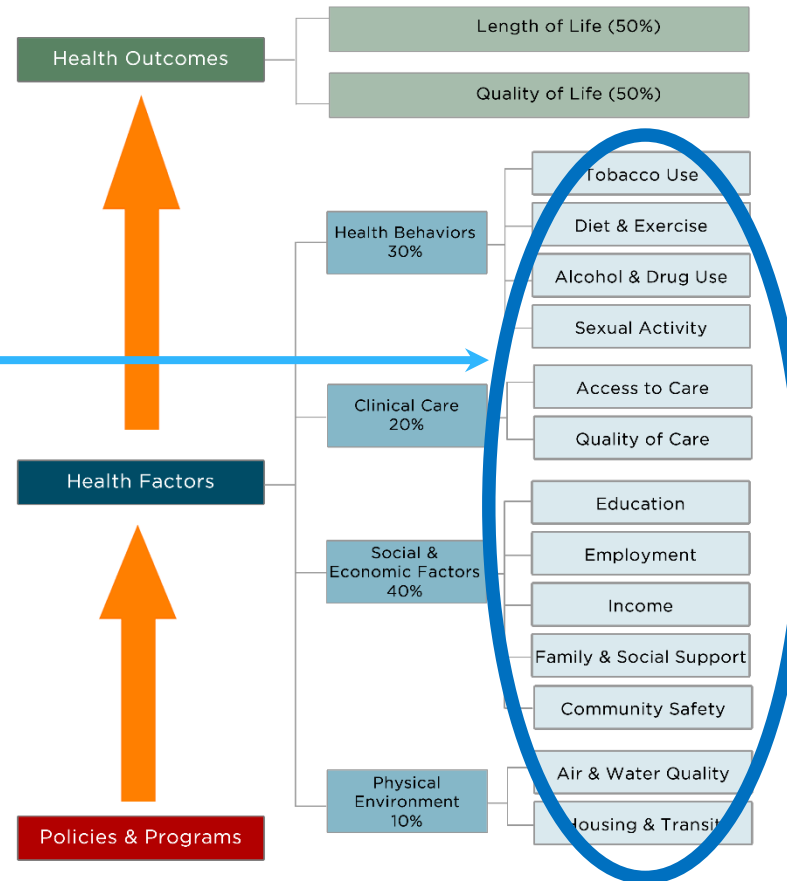 Health Outcomes
Length of Life (50%)
Quality of Life (50%)
Health Behaviors
30%
Tobacco Use
Diet & Exercise
Alcohol & Drug Use
Sexual Activity
Clinical Care
20%
Access to Care
Quality of Care
Health Factors
Social &
Economic Factors
40%
Education
Employment
Income
Family & Social Support
Community Safety
Physical
Environment
10%
Air & Water Quality
Housing & Transit
Policies & Programs